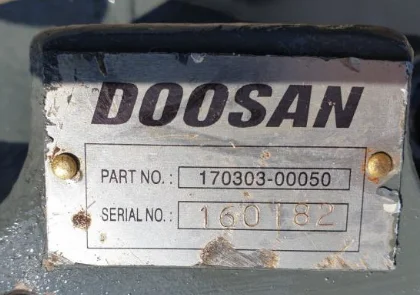 DOOSAN
PART NO. : 170303-00050
SERIAL NO. : 160182